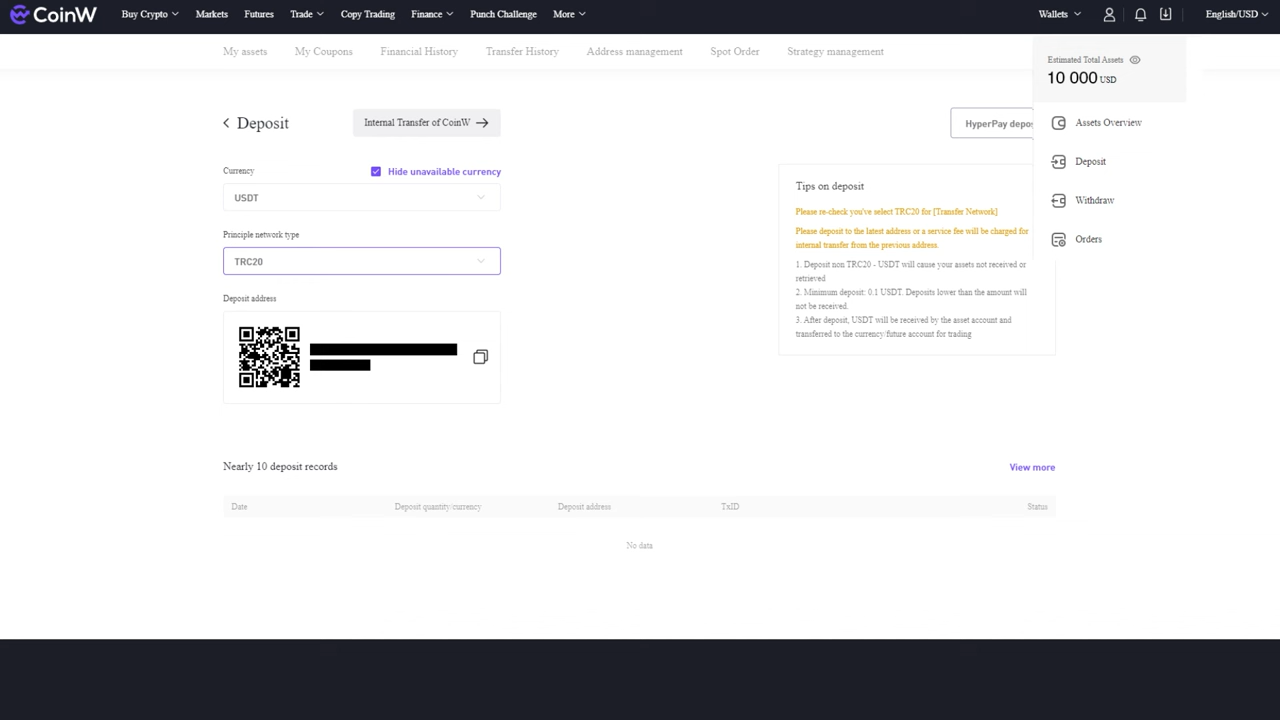 CoinW Buy Crypto Markets Futures Trade Copy Trading Finance Punch Challenge More Wallets English/USD
My assets My Coupons Financial History Transfer History Address management Spot Order Strategy management
Estimated Total Assets
10 000 USD
Assets Overview
Deposit
Withdraw
Orders
Deposit
Internal Transfer of CoinW
HyperPay
Currency
Hide unavailable currency
USDT
Principle network type
TRC20
Deposit address
Tips on deposit
Please re-check you've select TRC20 for [Transfer Network]
Please deposit to the latest address or a service fee will be charged for
internal transfer from the previous address.
1. Deposit non TRC20 - USDT will cause your assets not received or
retrieved
2. Minimum deposit: 0.1 USDT. Deposits lower than the amount will
not be received.
3. After deposit, USDT will be received by the asset account and
transferred to the currency/future account for trading
Nearly 10 deposit records
View more
Date Deposit quantity/currency Deposit address TxID Status
No data